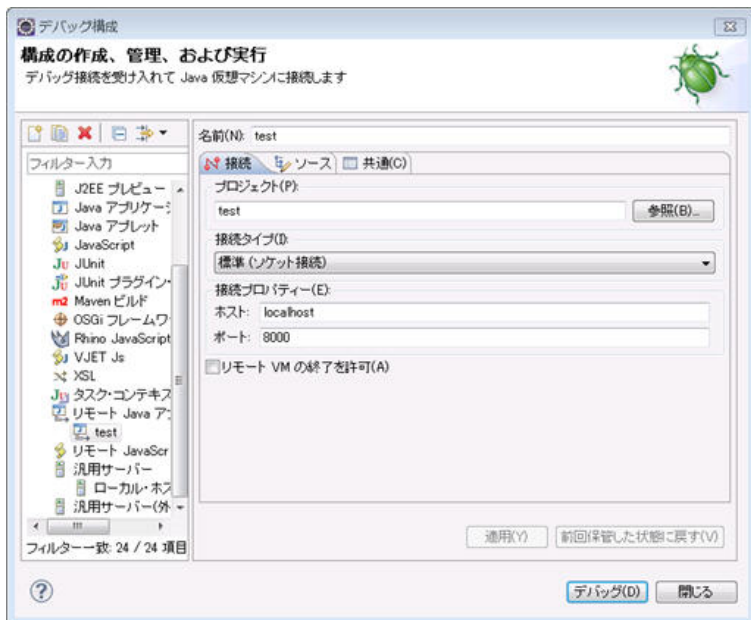 デバッグ構成
構成の作成、管理、および実行
デバッグ接続を受け入れて Java 仮想マシンに接続します
フィルター入力
J2EE プレビュー
Java アプリケーシ
Java アプレット
JavaScript
JUnit
JUnit プラグイン・
Maven ビルド
OSGi フレームワ
Rhino JavaScript
VJET Js
XSL
タスク・コンテキス
リモート Java ア
test
リモート JavaScr
汎用サーバー
ローカル・ホス
汎用サーバー(外
フィルター一致: 24 / 24 項目
名前(N): test
接続 ソース 共通(C)
プロジェクト(P):
test 参照(B)...
接続タイプ(I):
標準 (ソケット接続)
接続プロパティー(E):
ホスト: localhost
ポート: 8000
リモート VM の終了を許可(A)
適用(Y) 前回保管した状態に戻す(V)
デバッグ(D) 閉じる